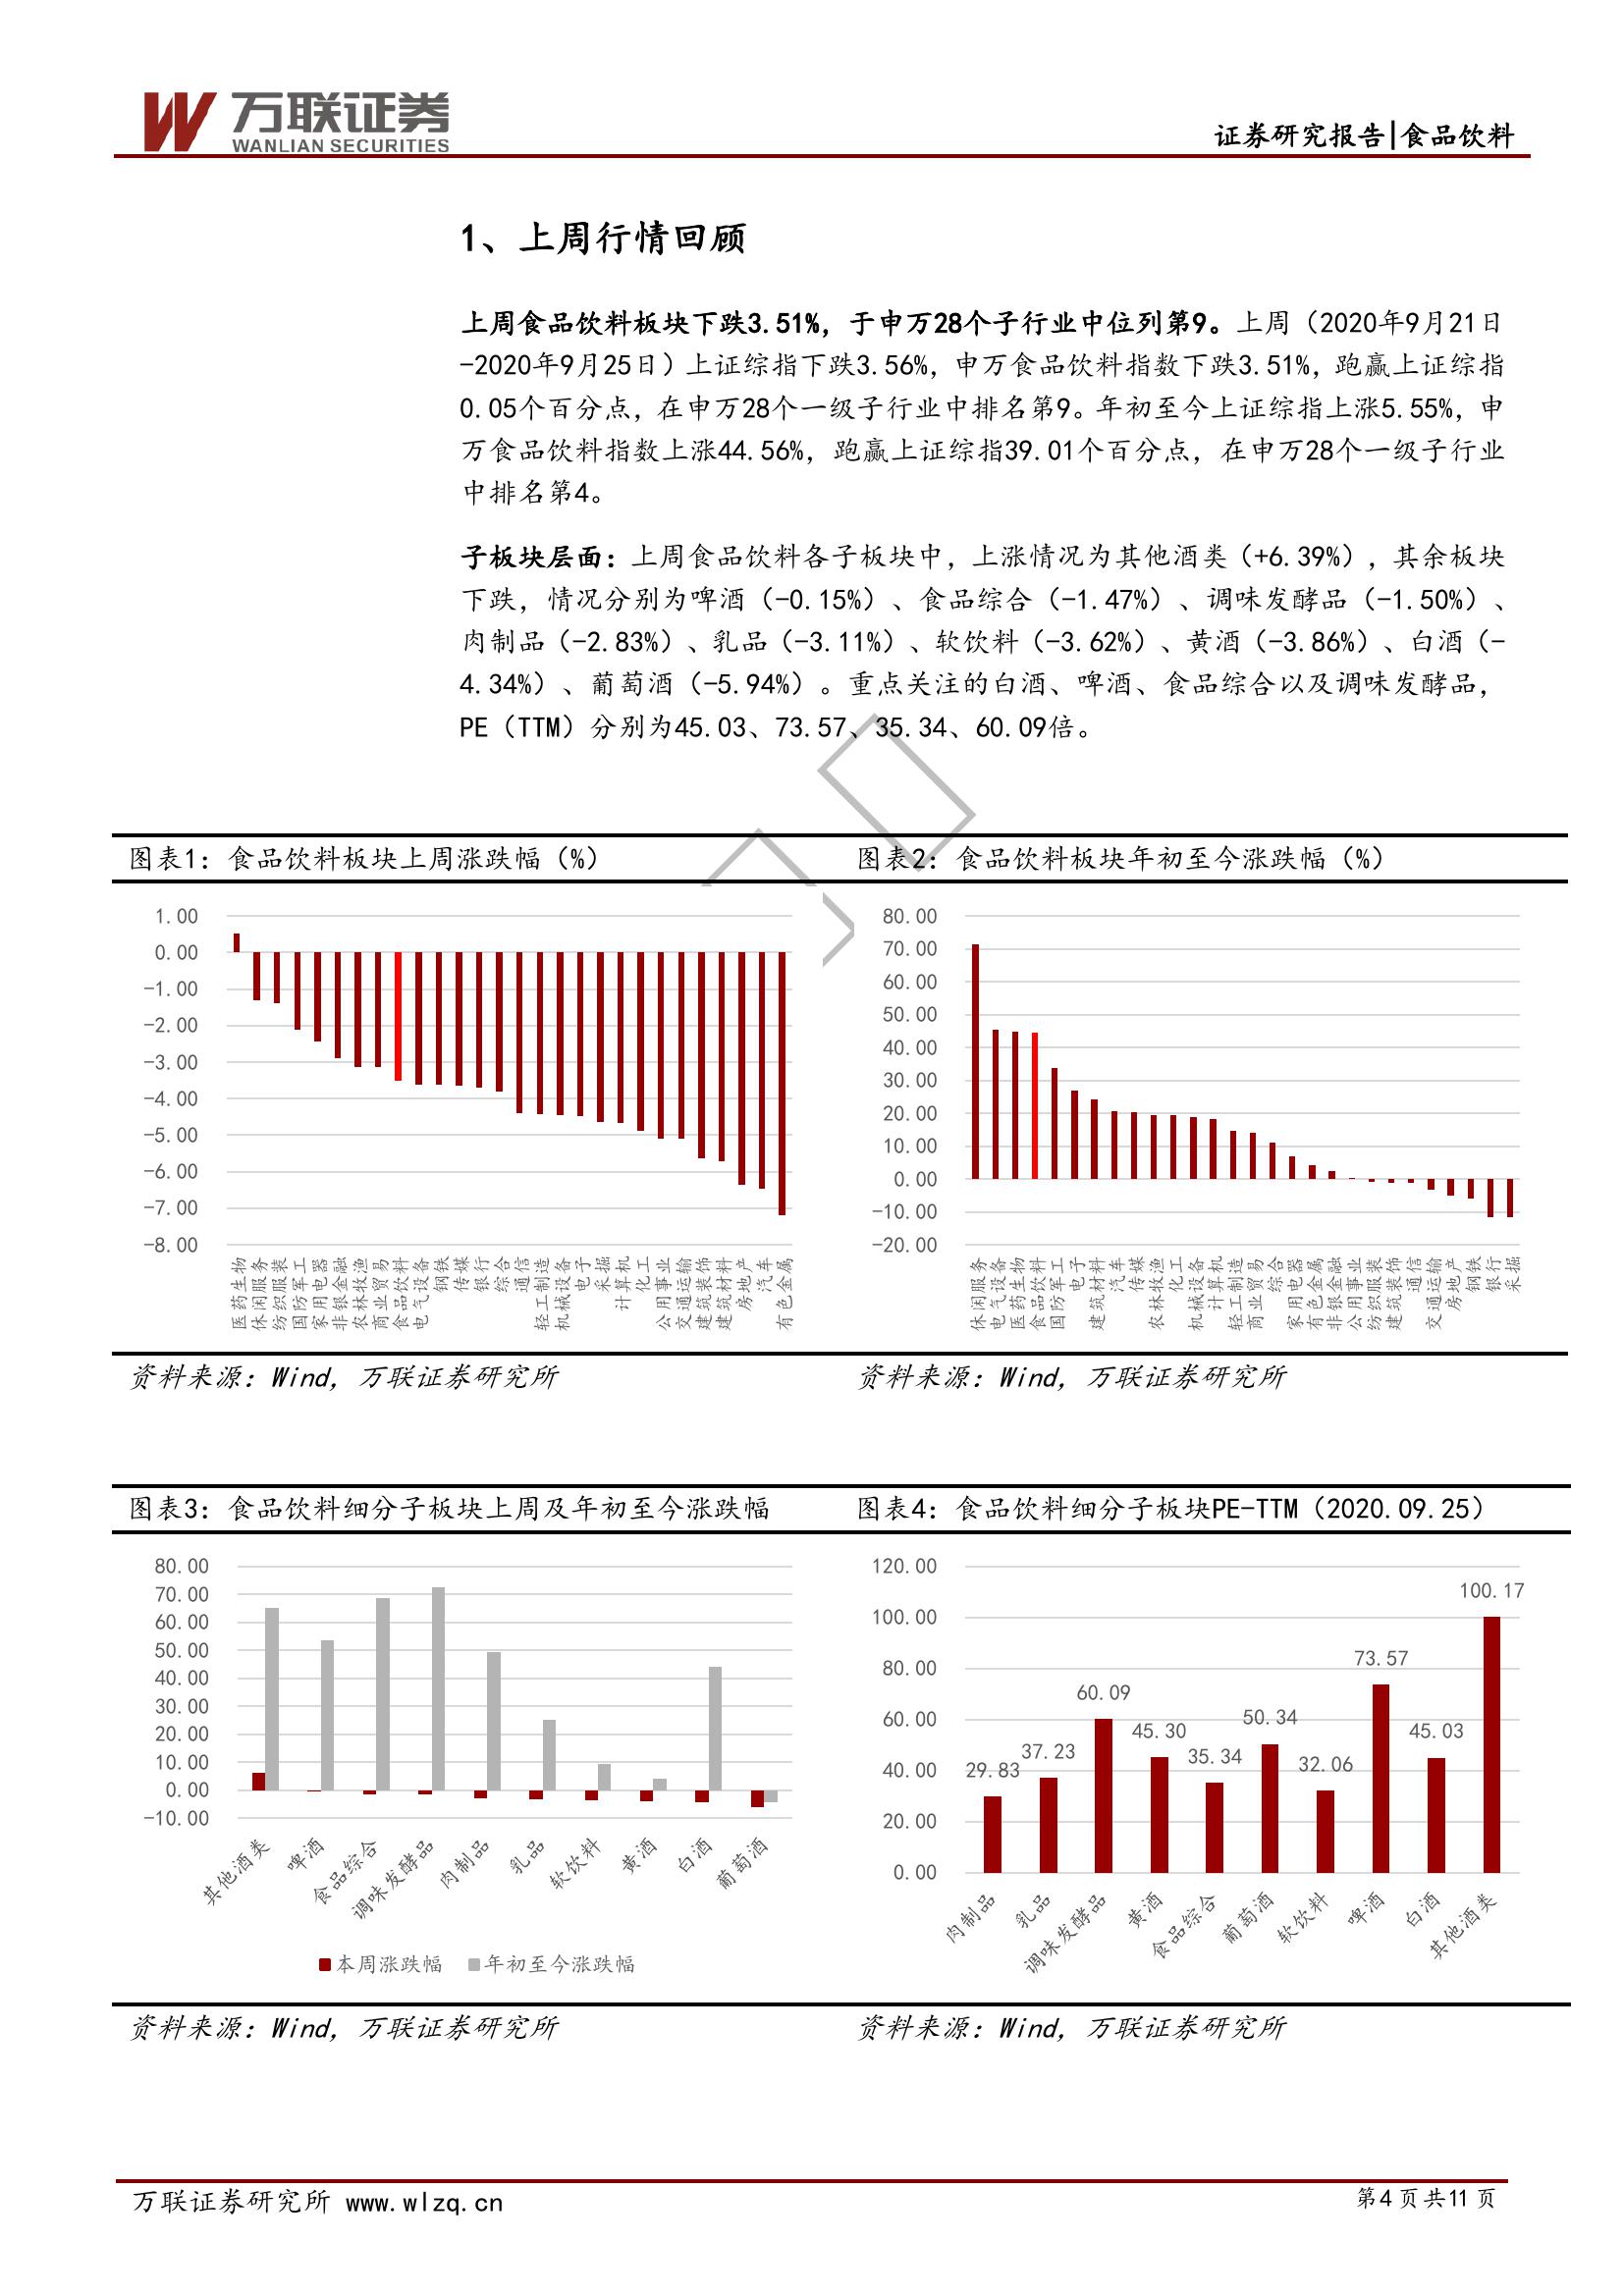 万联证券
WANLIAN SECURITIES
证券研究报告|食品饮料
1、上周行情回顾
上周食品饮料板块下跌3.51%，于申万28个子行业中位列第9。上周（2020年9月21日
-2020年9月25日）上证综指下跌3.56%，申万食品饮料指数下跌3.51%，跑赢上证综指
0.05个百分点，在申万28个一级子行业中排名第9。年初至今上证综指上涨5.55%，申
万食品饮料指数上涨44.56%，跑赢上证综指39.01个百分点，在申万28个一级子行业
中排名第4。
子板块层面：上周食品饮料各子板块中，上涨情况为其他酒类（+6.39%），其余板块
下跌，情况分别为啤酒（-0.15%）、食品综合（-1.47%）、调味发酵品（-1.50%）、
肉制品（-2.83%）、乳品（-3.11%）、软饮料（-3.62%）、黄酒（-3.86%）、白酒（-
4.34%）、葡萄酒（-5.94%）。重点关注的白酒、啤酒、食品综合以及调味发酵品，
PE（TTM）分别为45.03、73.57、35.34、60.09倍。
图表1：食品饮料板块上周涨跌幅（%）
1.00
0.00
-1.00
-2.00
-3.00
-4.00
-5.00
-6.00
-7.00
-8.00
医药生物
休闲服务
纺织服装
国防军工
家用电器
非银金融
农林牧渔
商业贸易
食品饮料
电气设备
钢铁
传媒
银行
综合
通信
轻工制造
机械设备
电子
采掘
计算机
化工
公用事业
交通运输
建筑装饰
建筑材料
房地产
汽车
有色金属
资料来源：Wind，万联证券研究所
图表2：食品饮料板块年初至今涨跌幅（%）
80.00
70.00
60.00
50.00
40.00
30.00
20.00
10.00
0.00
-10.00
-20.00
休闲服务
电气设备
医药生物
食品饮料
国防军工
电子
建筑材料
汽车
传媒
农林牧渔
化工
机械设备
计算机
轻工制造
商业贸易
综合
家用电器
有色金属
非银金融
公用事业
纺织服装
建筑装饰
通信
交通运输
房地产
钢铁
银行
采掘
资料来源：Wind，万联证券研究所
图表3：食品饮料细分子板块上周及年初至今涨跌幅
80.00
70.00
60.00
50.00
40.00
30.00
20.00
10.00
0.00
-10.00
其他酒类
啤酒
食品综合
调味发酵品
肉制品
乳品
软饮料
黄酒
白酒
葡萄酒
本周涨跌幅 年初至今涨跌幅
资料来源：Wind，万联证券研究所
图表4：食品饮料细分子板块PE-TTM（2020.09.25）
120.00
100.00
80.00
60.00
40.00
20.00
0.00
29.83
37.23
60.09
45.30
35.34
50.34
32.06
73.57
45.03
100.17
肉制品
乳品
调味发酵品
黄酒
食品综合
葡萄酒
软饮料
啤酒
白酒
其他酒类
资料来源：Wind，万联证券研究所
万联证券研究所 www.wlzq.cn
第4页共11页